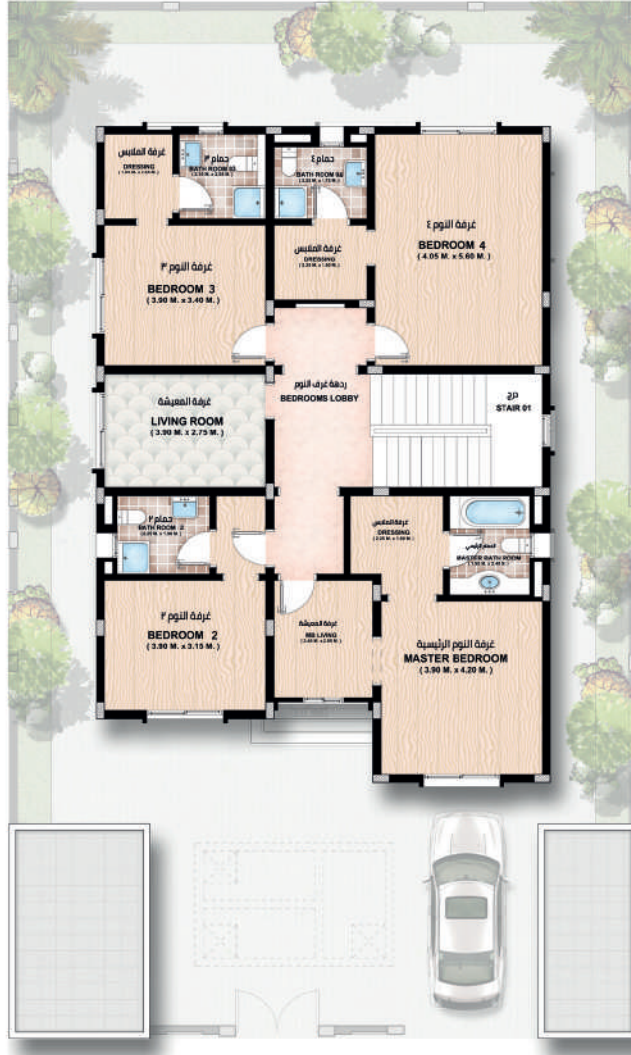 غرفة الملابس
DRESSING
حمام ٣
BATH ROOM 03
حمام ٤
BATH ROOM 04
غرفة النوم ٤
BEDROOM 4
( 4.05 M. x 5.60 M. )
غرفة الملابس
DRESSING
غرفة النوم ٣
BEDROOM 3
( 3.90 M. x 3.40 M. )
ردهة غرف النوم
BEDROOMS LOBBY
غرفة المعيشة
LIVING ROOM
( 3.90 M. x 2.75 M. )
درج
STAIR 01
حمام ٢
BATH ROOM 2
غرفة الملابس
DRESSING
الحمام الرئيسي
MASTER BATH ROOM
غرفة النوم ٢
BEDROOM 2
( 3.90 M. x 3.15 M. )
غرفة المعيشة
MB LIVING
غرفة النوم الرئيسية
MASTER BEDROOM
( 3.90 M. x 4.20 M. )